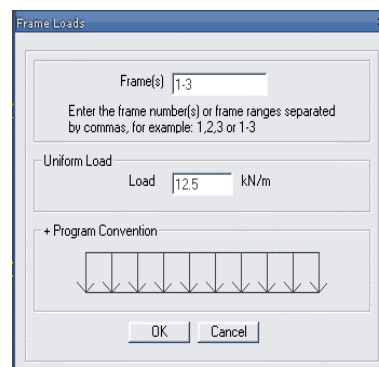 Frame Loads
Frame(s) 1-3
Enter the frame number(s) or frame ranges separated
by commas, for example: 1,2,3 or 1-3
Uniform Load
Load 12.5 kN/m
+ Program Convention
OK Cancel